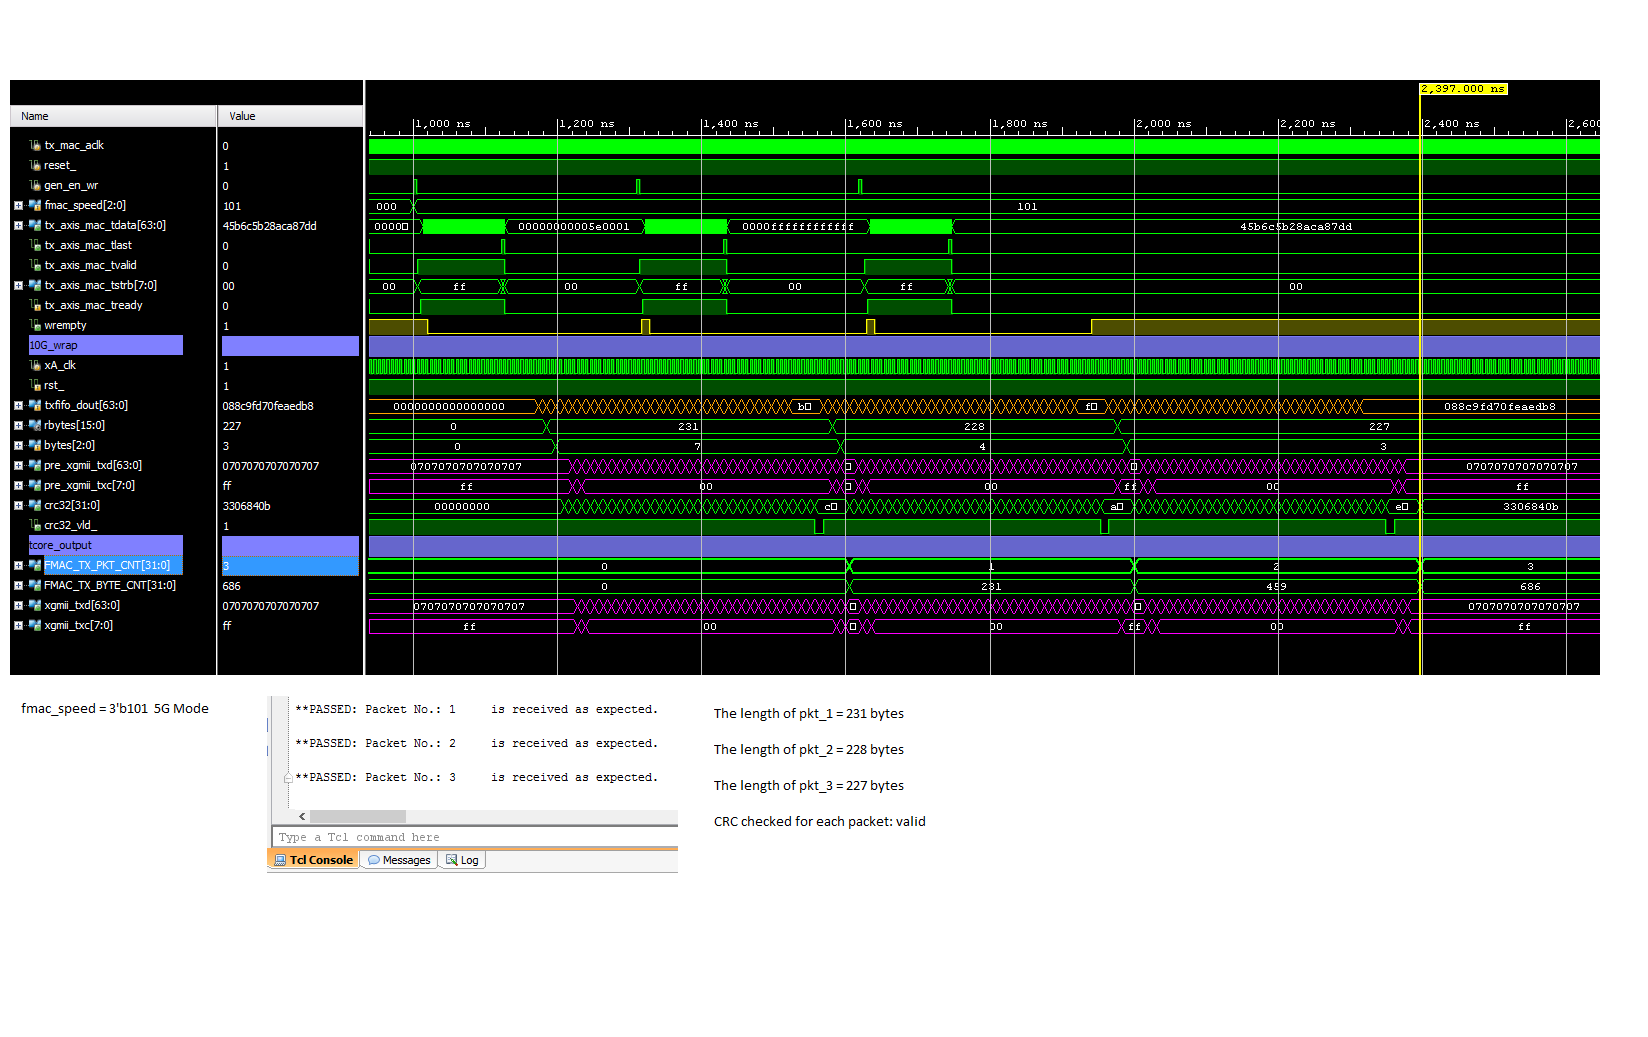 2,397.000 ns
Name Value
1,000 ns 1,200 ns 1,400 ns 1,600 ns 1,800 ns 2,000 ns 2,200 ns 2,400 ns 2,600
tx_mac_aclk 0
reset_ 1
gen_en_wr 0
fmac_speed[2:0] 101 000 101
tx_axis_mac_tdata[63:0] 45b6c5b28aca87dd 0000 00000000005e0001 0000ffffffffffff 45b6c5b28aca87dd
tx_axis_mac_tlast 0
tx_axis_mac_tvalid 0
tx_axis_mac_tstrb[7:0] 00 00 ff 00 ff 00 ff 00
tx_axis_mac_tready 0
wrempty 1
10G_wrap
xA_clk 1
rst_ 1
txfifo_dout[63:0] 088c9fd70feaedb8 0000000000000000 b f 088c9fd70feaedb8
rbytes[15:0] 227 0 231 228 227
bytes[2:0] 3 0 7 4 3
pre_xgmii_txd[63:0] 0707070707070707 0707070707070707 0707070707070707
pre_xgmii_txc[7:0] ff ff 00 00 ff 00 ff
crc32[31:0] 3306840b 00000000 c a e 3306840b
crc32_vld_ 1
tcore_output
FMAC_TX_PKT_CNT[31:0] 3 0 1 2 3
FMAC_TX_BYTE_CNT[31:0] 686 0 231 459 686
xgmii_txd[63:0] 0707070707070707 0707070707070707 0707070707070707
xgmii_txc[7:0] ff ff 00 00 ff 00 ff
fmac_speed = 3'b101 5G Mode
**PASSED: Packet No.: 1 is received as expected.
**PASSED: Packet No.: 2 is received as expected.
**PASSED: Packet No.: 3 is received as expected.
Type a Tcl command here
Tcl Console Messages Log
The length of pkt_1 = 231 bytes
The length of pkt_2 = 228 bytes
The length of pkt_3 = 227 bytes
CRC checked for each packet: valid